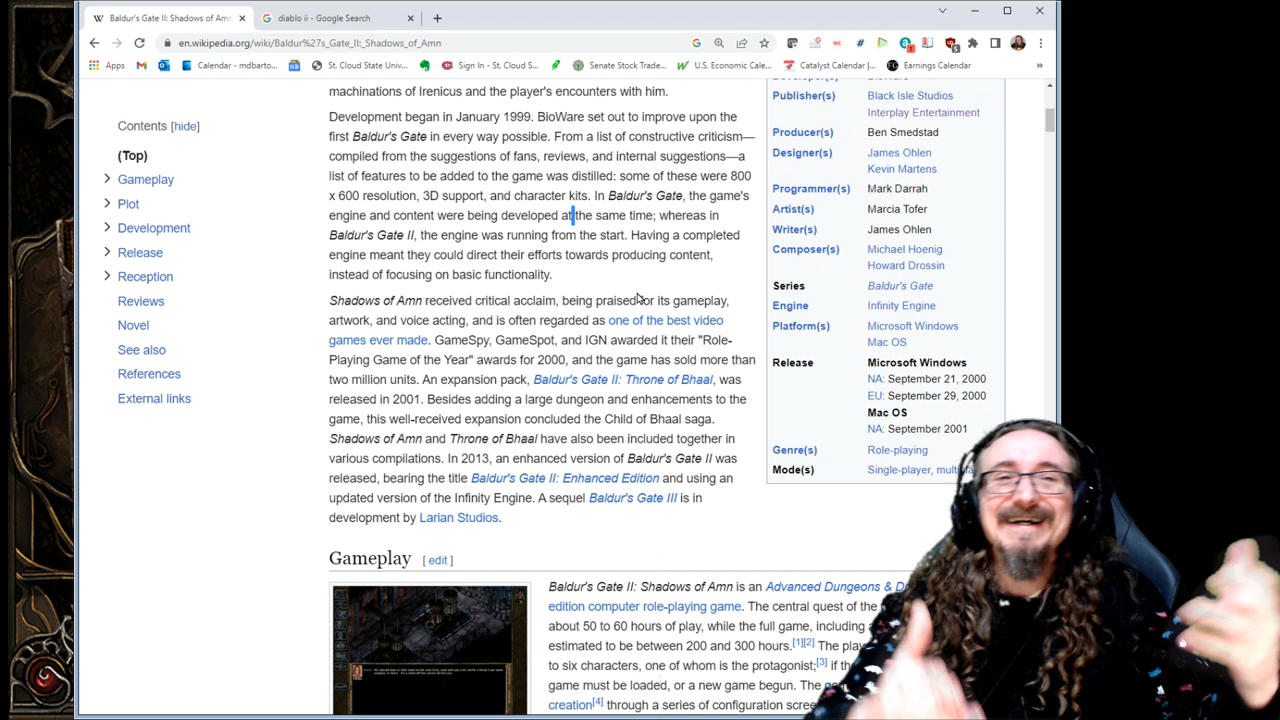 Baldur's Gate II: Shadows of Amn
diablo ii - Google Search
en.wikipedia.org/wiki/Baldur%27s_Gate_II:_Shadows_of_Amn
Apps
Calendar - mdbarto...
St. Cloud State Univ...
Sign In - St. Cloud S...
Senate Stock Trade...
U.S. Economic Cale...
Catalyst Calendar |...
Earnings Calendar
Contents [hide]
(Top)
Gameplay
Plot
Development
Release
Reception
Reviews
Novel
See also
References
External links
machinations of Irenicus and the player's encounters with him.
Development began in January 1999. BioWare set out to improve upon the
first Baldur's Gate in every way possible. From a list of constructive criticism—
compiled from the suggestions of fans, reviews, and internal suggestions—a
list of features to be added to the game was distilled: some of these were 800
x 600 resolution, 3D support, and character kits. In Baldur's Gate, the game's
engine and content were being developed at the same time; whereas in
Baldur's Gate II, the engine was running from the start. Having a completed
engine meant they could direct their efforts towards producing content,
instead of focusing on basic functionality.
Shadows of Amn received critical acclaim, being praised for its gameplay,
artwork, and voice acting, and is often regarded as one of the best video
games ever made. GameSpy, GameSpot, and IGN awarded it their "Role-
Playing Game of the Year" awards for 2000, and the game has sold more than
two million units. An expansion pack, Baldur's Gate II: Throne of Bhaal, was
released in 2001. Besides adding a large dungeon and enhancements to the
game, this well-received expansion concluded the Child of Bhaal saga.
Shadows of Amn and Throne of Bhaal have also been included together in
various compilations. In 2013, an enhanced version of Baldur's Gate II was
released, bearing the title Baldur's Gate II: Enhanced Edition and using an
updated version of the Infinity Engine. A sequel Baldur's Gate III is in
development by Larian Studios.
Developer(s) BioWare
Publisher(s) Black Isle Studios
Interplay Entertainment
Producer(s) Ben Smedstad
Designer(s) James Ohlen
Kevin Martens
Programmer(s) Mark Darrah
Artist(s) Marcia Tofer
Writer(s) James Ohlen
Composer(s) Michael Hoenig
Howard Drossin
Series Baldur's Gate
Engine Infinity Engine
Platform(s) Microsoft Windows
Mac OS
Release Microsoft Windows
NA: September 21, 2000
EU: September 29, 2000
Mac OS
NA: September 2001
Genre(s) Role-playing
Mode(s) Single-player,
Gameplay [ edit ]
Baldur's Gate II: Shadows of Amn is an Advanced Dungeons &
edition computer role-playing game. The central quest of the
about 50 to 60 hours of play, while the full game, including
estimated to be between 200 and 300 hours.[1][2] The
to six characters, one of whom is the protagonist;[3] if the
game must be loaded, or a new game begun. The
creation[4] through a series of configuration